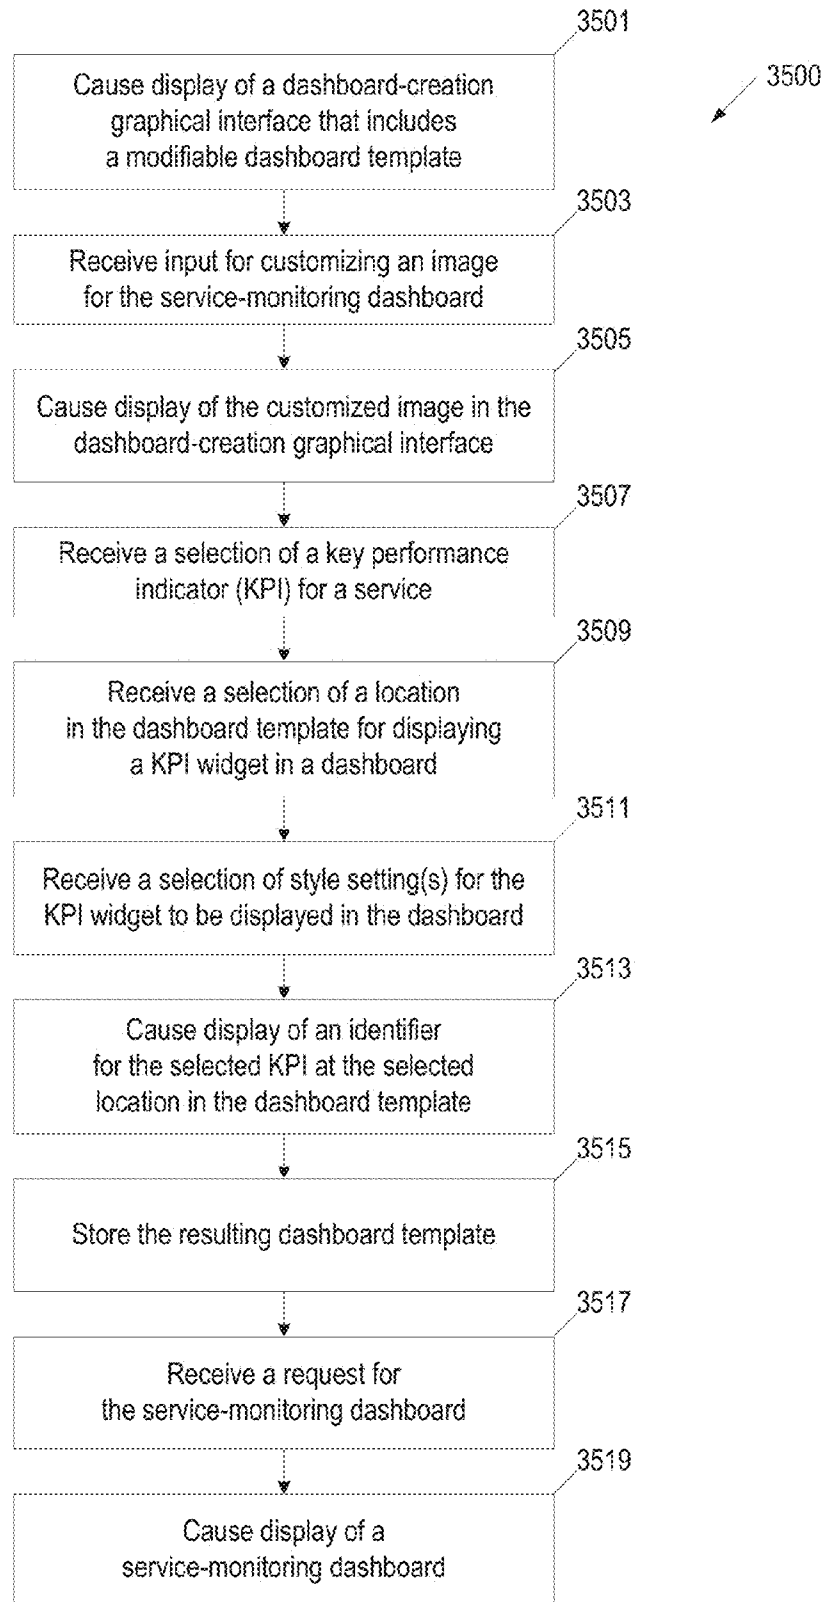 3501
3500
Cause display of a dashboard-creation
graphical interface that includes
a modifiable dashboard template
3503
Receive input for customizing an image
for the service-monitoring dashboard
3505
Cause display of the customized image in the
dashboard-creation graphical interface
3507
Receive a selection of a key performance
indicator (KPI) for a service
3509
Receive a selection of a location
in the dashboard template for displaying
a KPI widget in a dashboard
3511
Receive a selection of style setting(s) for the
KPI widget to be displayed in the dashboard
3513
Cause display of an identifier
for the selected KPI at the selected
location in the dashboard template
3515
Store the resulting dashboard template
3517
Receive a request for
the service-monitoring dashboard
3519
Cause display of a
service-monitoring dashboard